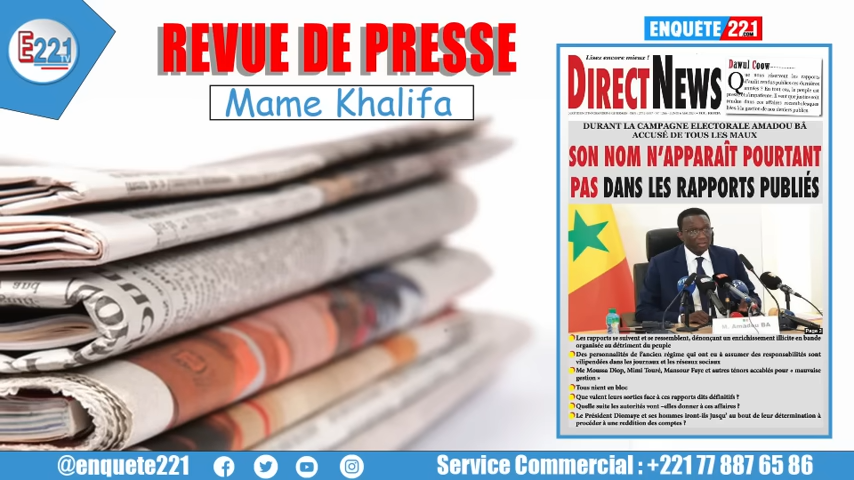 E221
TV
REVUE DE PRESSE
Mame Khalifa
ENQUÊTE 221
.COM
Lisez encore mieux !
DIRECTNEWS
Dawul Coow
DURANT LA CAMPAGNE ELECTORALE AMADOU BÂ
ACCUSÉ DE TOUS LES MAUX
SON NOM N'APPARAÎT POURTANT
PAS DANS LES RAPPORTS PUBLIÉS
M. Amadou BA
Page 3
Les rapports se suivent et se ressemblent, dénonçant un enrichissement illicite en bande
organisée au détriment du peuple
Des personnalités de l'ancien régime qui ont eu à assumer des responsabilités sont
vilipendées dans les journaux et les réseaux sociaux
Me Moussa Diop, Mimi Touré, Mansour Faye et autres ténors accablés pour « mauvaise
gestion »
Tous nient en bloc
Que valent leurs sorties face à ces rapports dits définitifs ?
Quelle suite les autorités vont –elles donner à ces affaires ?
Le Président Diomaye et ses hommes iront-ils jusqu' au bout de leur détermination à
procéder à une reddition des comptes ?
@enquete221
Service Commercial : +221 77 887 65 86